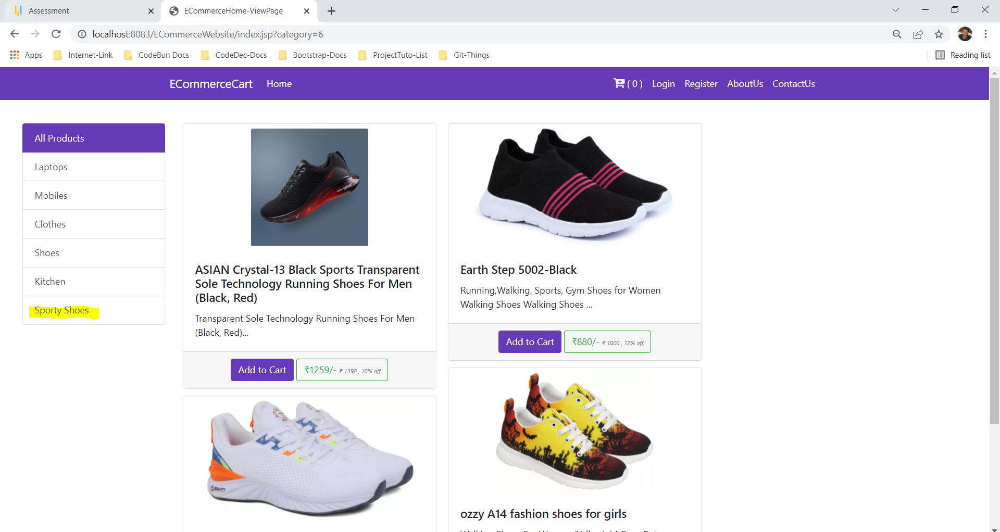 Assessment
ECommerceHome-ViewPage
localhost:8083/ECommerceWebsite/index.jsp?category=6
Apps Internet-Link CodeBun Docs CodeDec-Docs Bootstrap-Docs ProjectTuto-List Git-Things Reading list
ECommerceCart Home ( 0 ) Login Register AboutUs ContactUs
All Products
Laptops
Mobiles
Clothes
Shoes
Kitchen
Sporty Shoes
ASIAN Crystal-13 Black Sports Transparent
Sole Technology Running Shoes For Men
(Black, Red)
Transparent Sole Technology Running Shoes For Men
(Black, Red)...
Add to Cart ₹1259/- ₹ 1398 , 10% off
Earth Step 5002-Black
Running,Walking, Sports, Gym Shoes for Women
Walking Shoes Walking Shoes ...
Add to Cart ₹880/- ₹ 1000 , 12% off
GRAVITY
ozzy A14 fashion shoes for girls